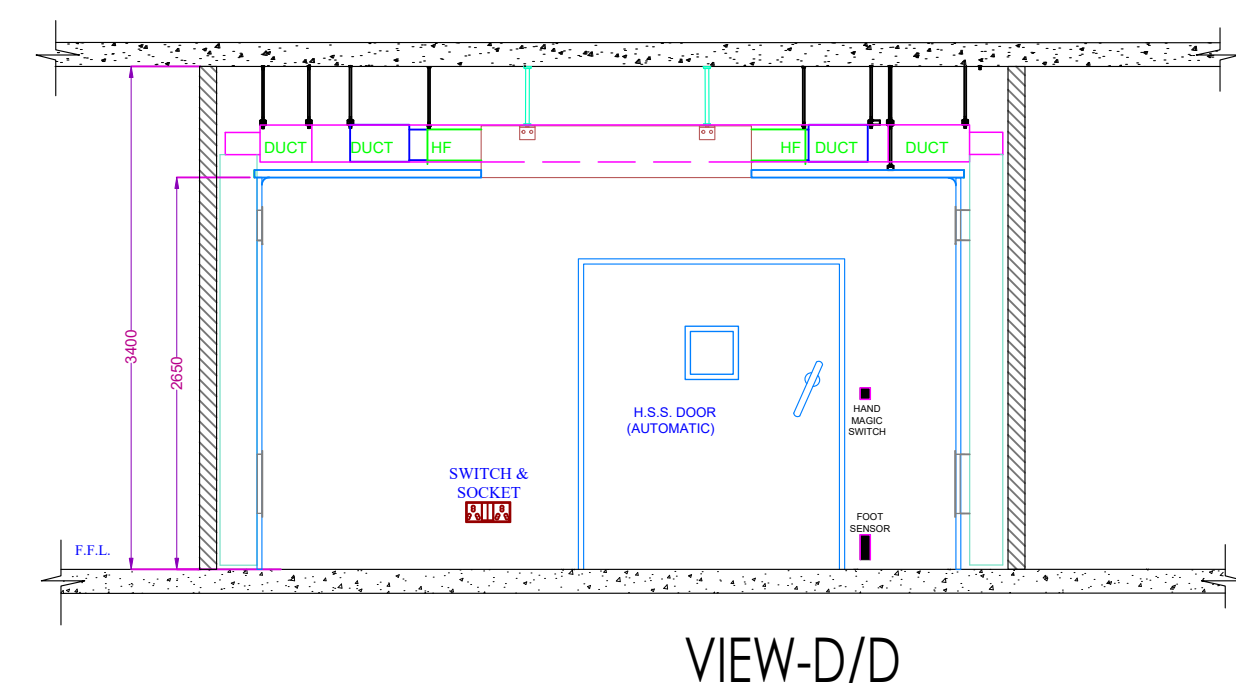 DUCT
DUCT
HF
HF
DUCT
DUCT
3400
2650
H.S.S. DOOR
(AUTOMATIC)
HAND
MAGIC
SWITCH
SWITCH &
SOCKET
FOOT
SENSOR
F.F.L.
VIEW-D/D